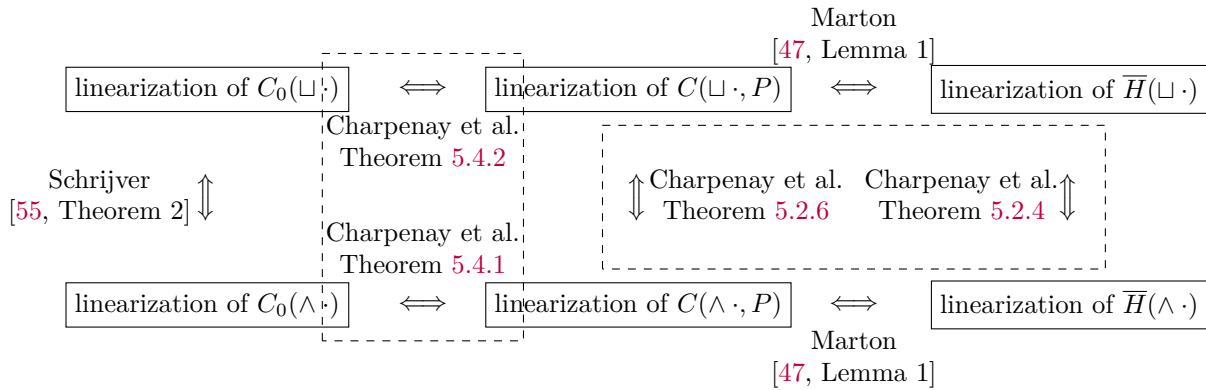 Marton
[47, Lemma 1]
linearization of C₀(⊔ ·)
⟺
linearization of C(⊔ ·, P)
⟺
linearization of H̅(⊔ ·)
Charpenay et al.
Theorem 5.4.2
Schrijver
[55, Theorem 2]
⇕
⇕
Charpenay et al.
Theorem 5.2.6
Charpenay et al.
Theorem 5.2.4
⇕
Charpenay et al.
Theorem 5.4.1
linearization of C₀(∧ ·)
⟺
linearization of C(∧ ·, P)
⟺
linearization of H̅(∧ ·)
Marton
[47, Lemma 1]